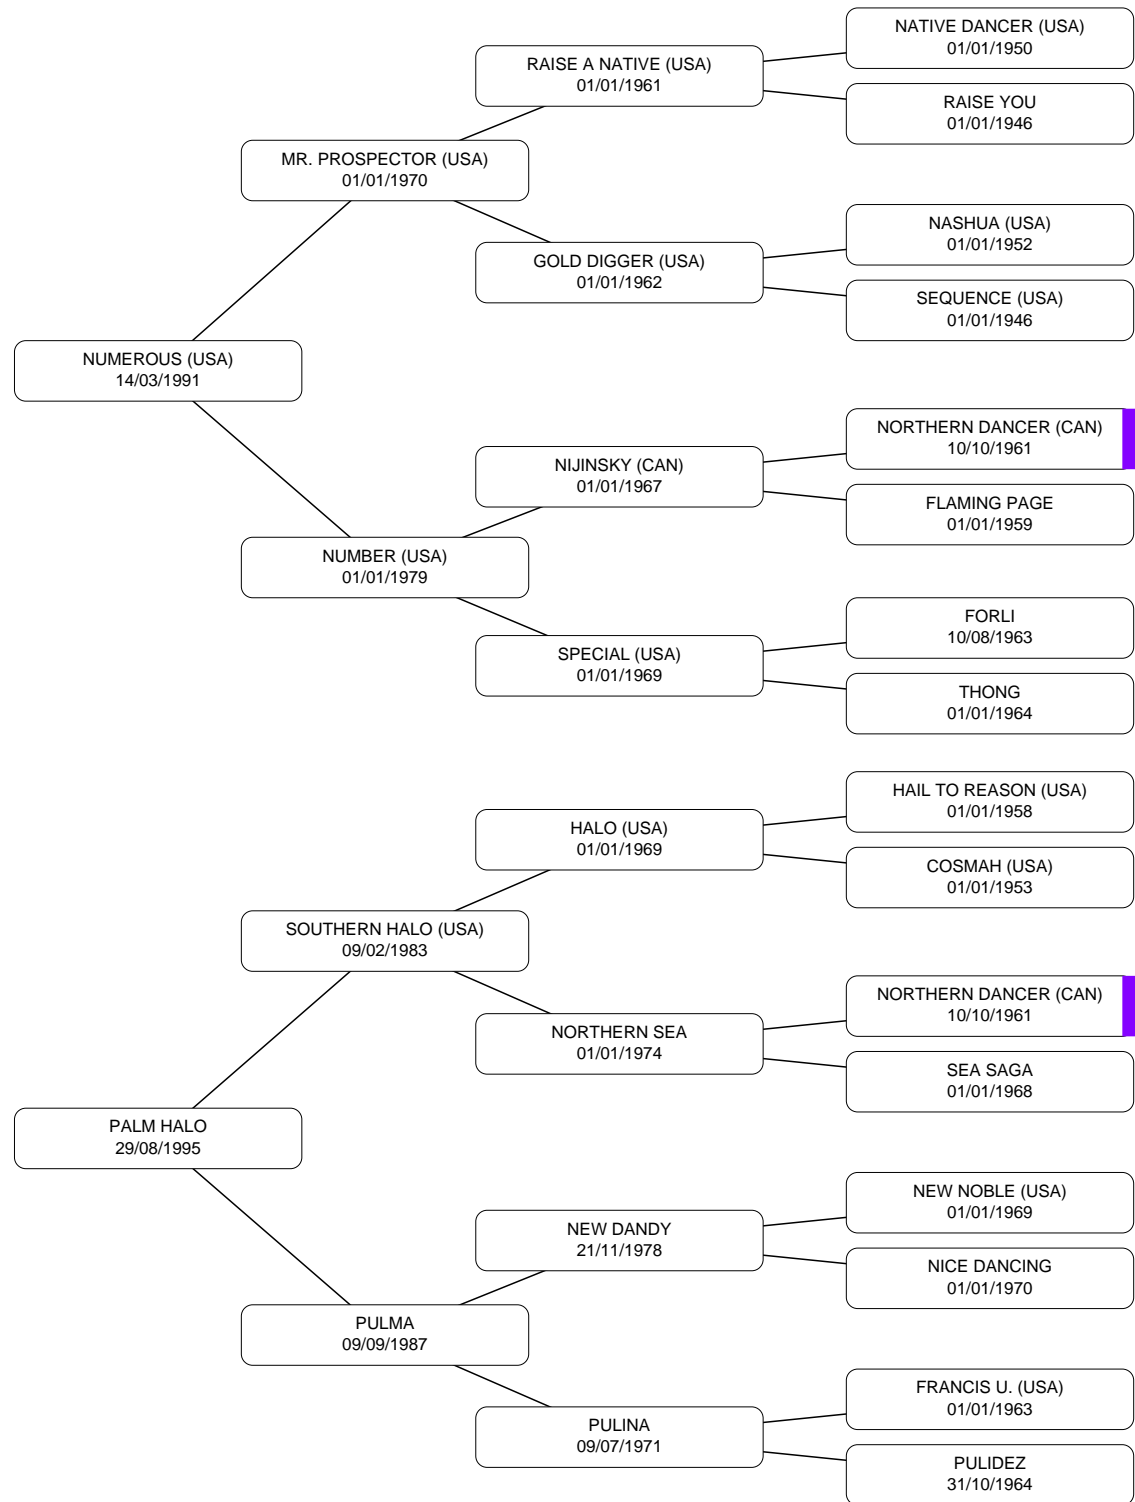 NATIVE DANCER (USA)
01/01/1950
RAISE A NATIVE (USA)
01/01/1961
RAISE YOU
01/01/1946
MR. PROSPECTOR (USA)
01/01/1970
NASHUA (USA)
01/01/1952
GOLD DIGGER (USA)
01/01/1962
SEQUENCE (USA)
01/01/1946
NUMEROUS (USA)
14/03/1991
NORTHERN DANCER (CAN)
10/10/1961
NIJINSKY (CAN)
01/01/1967
FLAMING PAGE
01/01/1959
NUMBER (USA)
01/01/1979
FORLI
10/08/1963
SPECIAL (USA)
01/01/1969
THONG
01/01/1964
HAIL TO REASON (USA)
01/01/1958
HALO (USA)
01/01/1969
COSMAH (USA)
01/01/1953
SOUTHERN HALO (USA)
09/02/1983
NORTHERN DANCER (CAN)
10/10/1961
NORTHERN SEA
01/01/1974
SEA SAGA
01/01/1968
PALM HALO
29/08/1995
NEW NOBLE (USA)
01/01/1969
NEW DANDY
21/11/1978
NICE DANCING
01/01/1970
PULMA
09/09/1987
FRANCIS U. (USA)
01/01/1963
PULINA
09/07/1971
PULIDEZ
31/10/1964